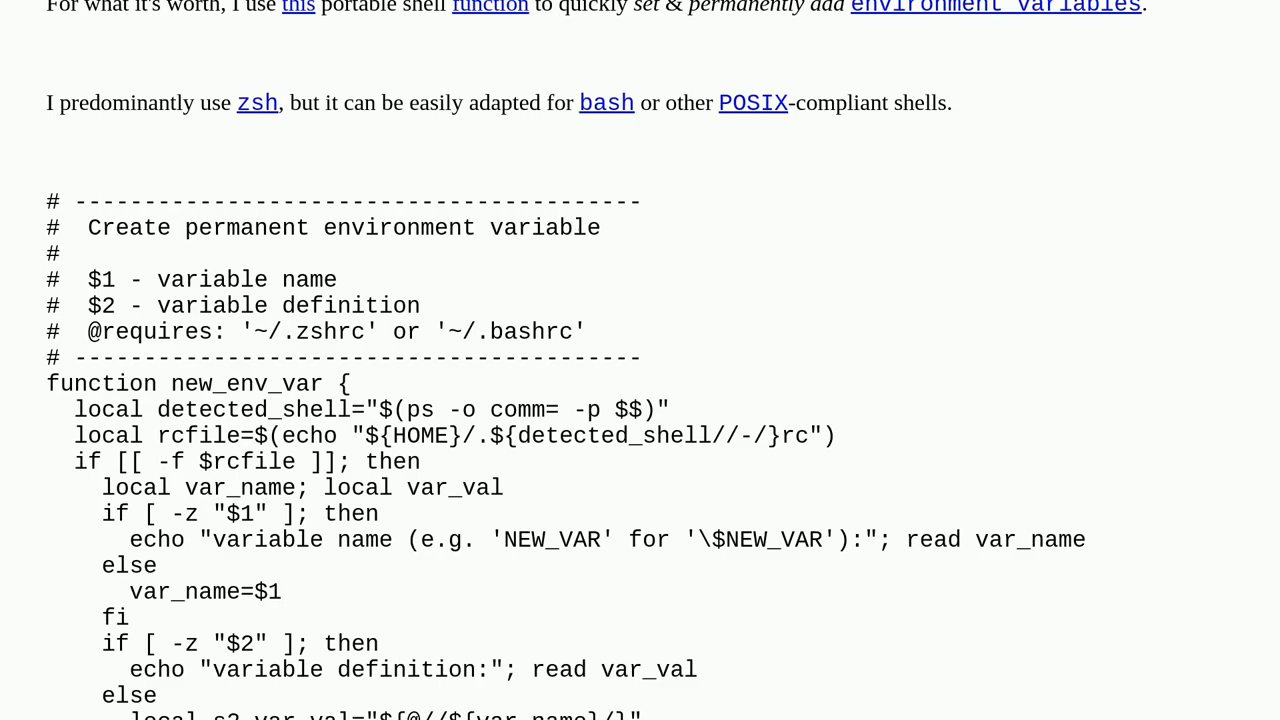 For what it's worth, I use this portable shell function to quickly set & permanently add environment variables.
I predominantly use zsh, but it can be easily adapted for bash or other POSIX-compliant shells.
# -----------------------------------------
#  Create permanent environment variable
#
#  $1 - variable name
#  $2 - variable definition
#  @requires: '~/.zshrc' or '~/.bashrc'
# -----------------------------------------
function new_env_var {
  local detected_shell="$(ps -o comm= -p $$)"
  local rcfile=$(echo "${HOME}/.${detected_shell//-/}rc")
  if [[ -f $rcfile ]]; then
    local var_name; local var_val
    if [ -z "$1" ]; then
      echo "variable name (e.g. 'NEW_VAR' for '\$NEW_VAR'):"; read var_name
    else
      var_name=$1
    fi
    if [ -z "$2" ]; then
      echo "variable definition:"; read var_val
    else
      local s2_var_val="${@//${var_name}/}"